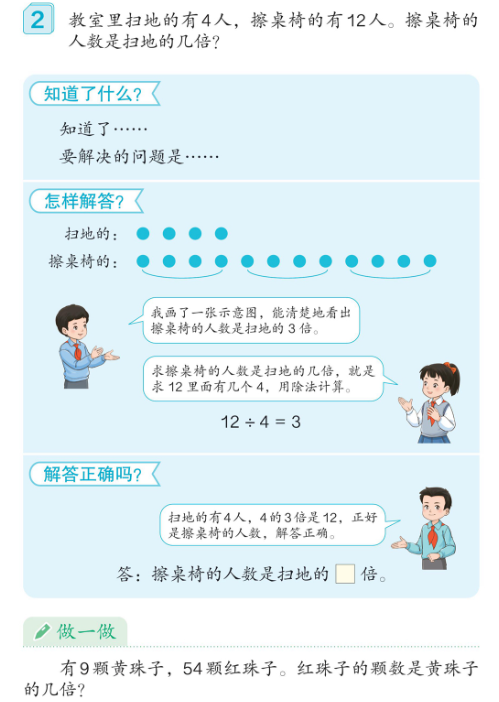 2 教室里扫地的有4人，擦桌椅的有12人。擦桌椅的
人数是扫地的几倍？
知道了什么？
知道了……
要解决的问题是……
怎样解答？
扫地的：
擦桌椅的：
我画了一张示意图，能清楚地看出
擦桌椅的人数是扫地的3倍。
求擦桌椅的人数是扫地的几倍，就是
求12里面有几个4，用除法计算。
12÷4=3
解答正确吗？
扫地的有4人，4的3倍是12，正好
是擦桌椅的人数，解答正确。
答：擦桌椅的人数是扫地的 倍。
做一做
有9颗黄珠子，54颗红珠子。红珠子的颗数是黄珠子
的几倍？